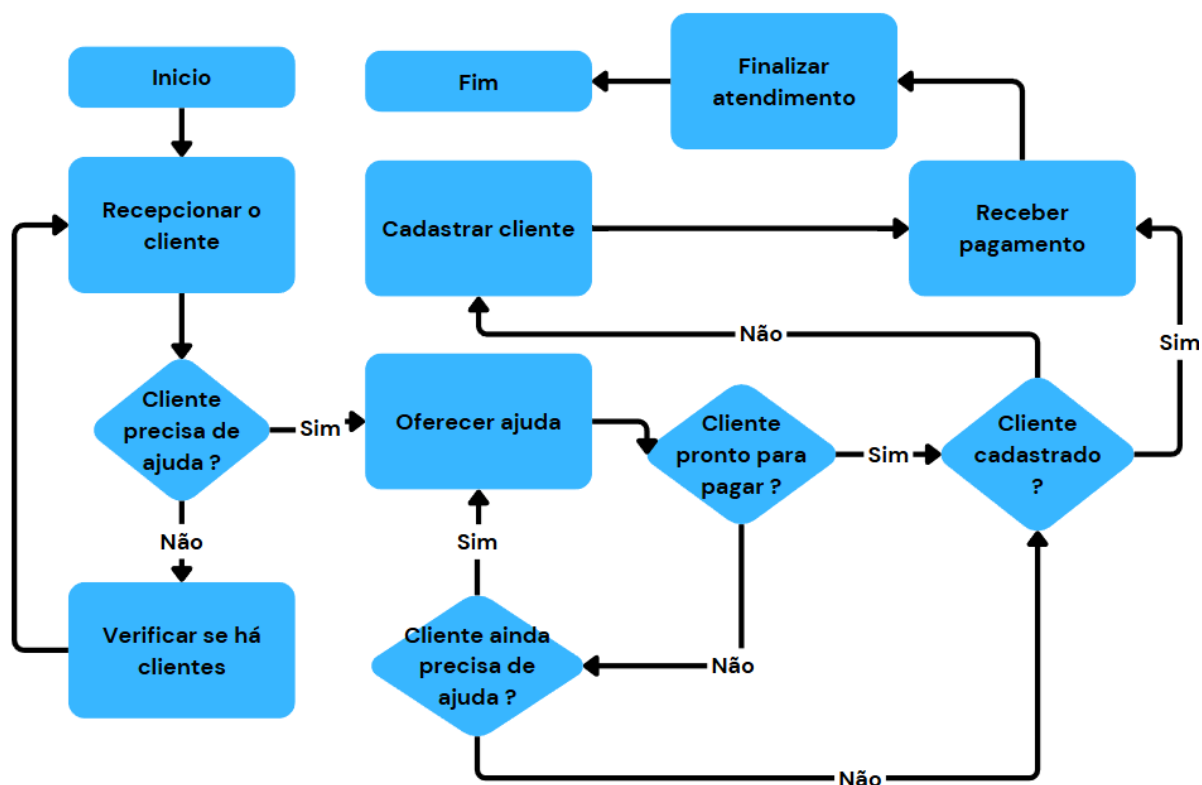 Inicio
Recepcionar o
cliente
Cliente
precisa de
ajuda ?
Sim
Não
Verificar se há
clientes
Oferecer ajuda
Cliente
pronto para
pagar ?
Sim
Não
Cliente ainda
precisa de
ajuda ?
Sim
Não
Cliente
cadastrado
?
Não
Sim
Cadastrar cliente
Receber
pagamento
Finalizar
atendimento
Fim